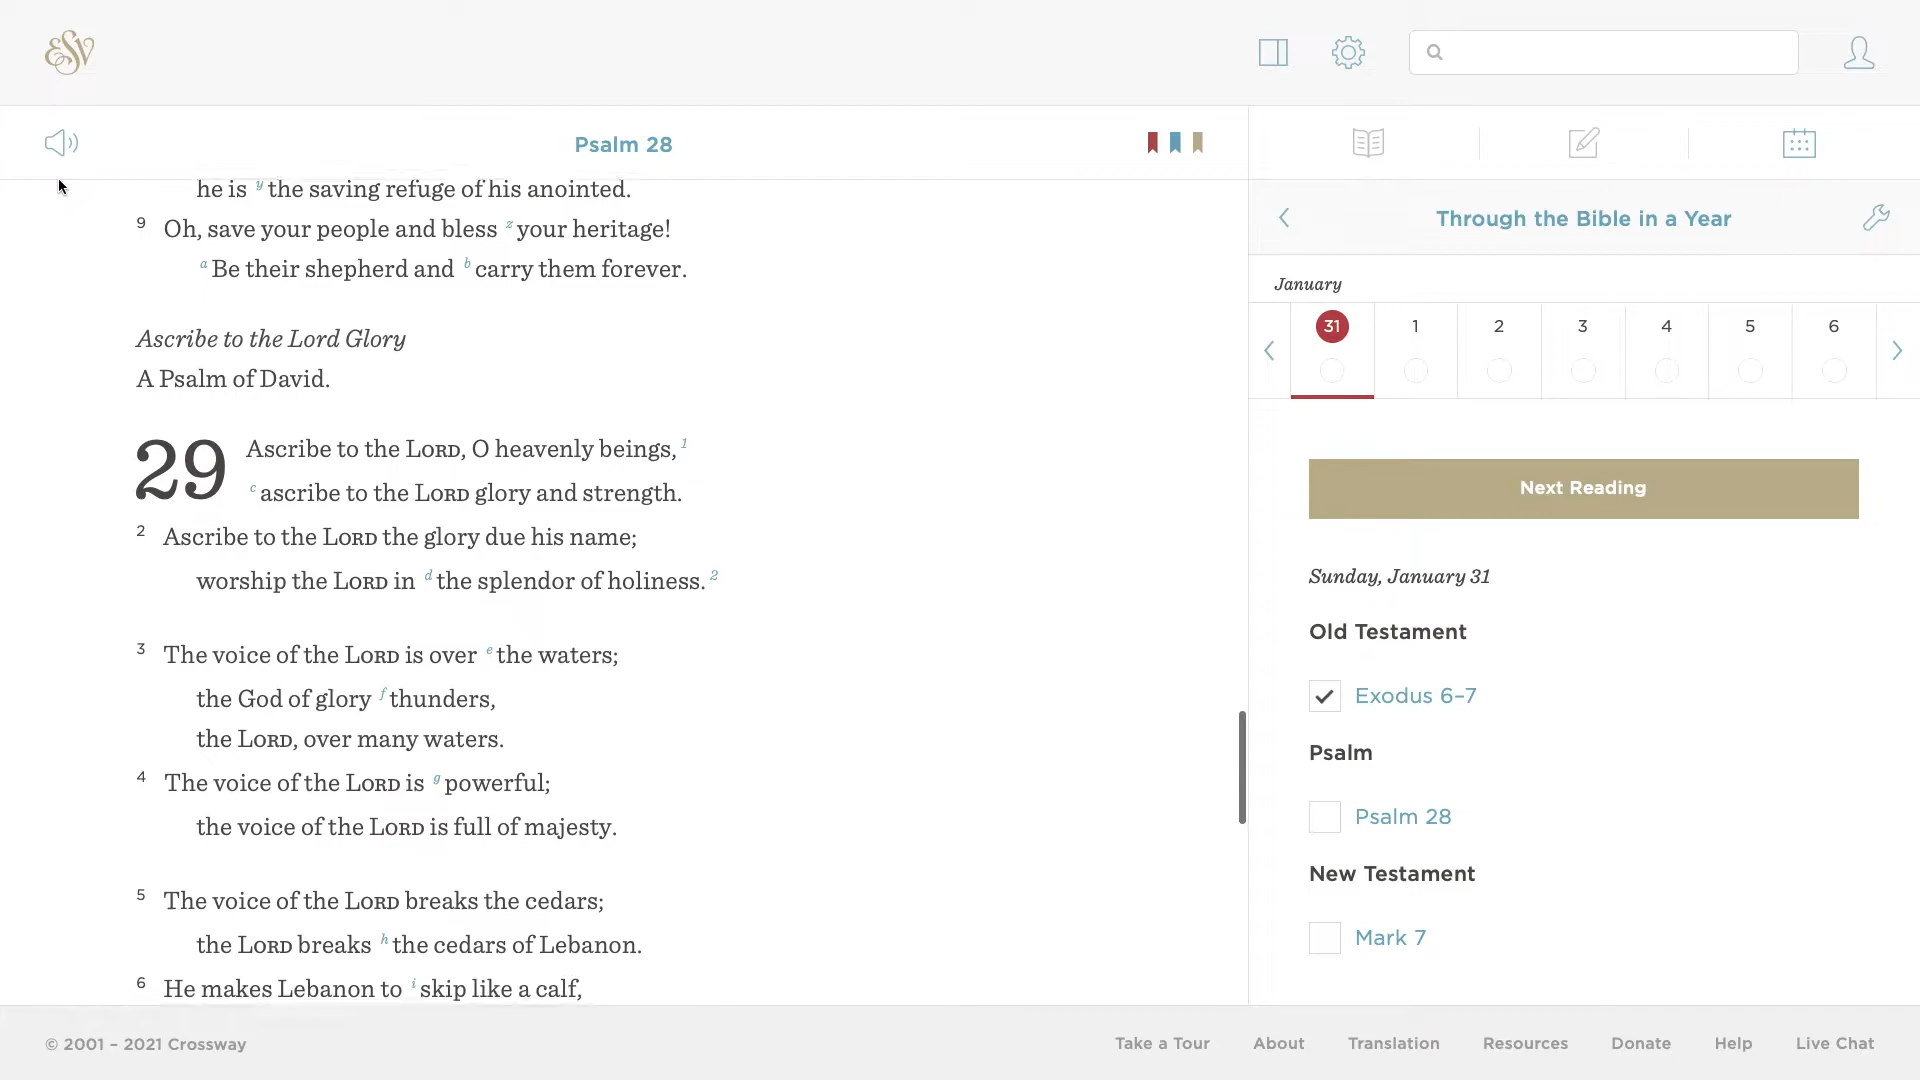 ESV
Psalm 28
he is y the saving refuge of his anointed.
9 Oh, save your people and bless z your heritage!
a Be their shepherd and b carry them forever.
Ascribe to the Lord Glory
A Psalm of David.
29 Ascribe to the LORD, O heavenly beings, 1
c ascribe to the LORD glory and strength.
2 Ascribe to the LORD the glory due his name;
worship the LORD in d the splendor of holiness. 2
3 The voice of the LORD is over e the waters;
the God of glory f thunders,
the LORD, over many waters.
4 The voice of the LORD is g powerful;
the voice of the LORD is full of majesty.
5 The voice of the LORD breaks the cedars;
the LORD breaks h the cedars of Lebanon.
6 He makes Lebanon to i skip like a calf,
Through the Bible in a Year
January
31 1 2 3 4 5 6
Next Reading
Sunday, January 31
Old Testament
Exodus 6–7
Psalm
Psalm 28
New Testament
Mark 7
© 2001 – 2021 Crossway
Take a Tour About Translation Resources Donate Help Live Chat